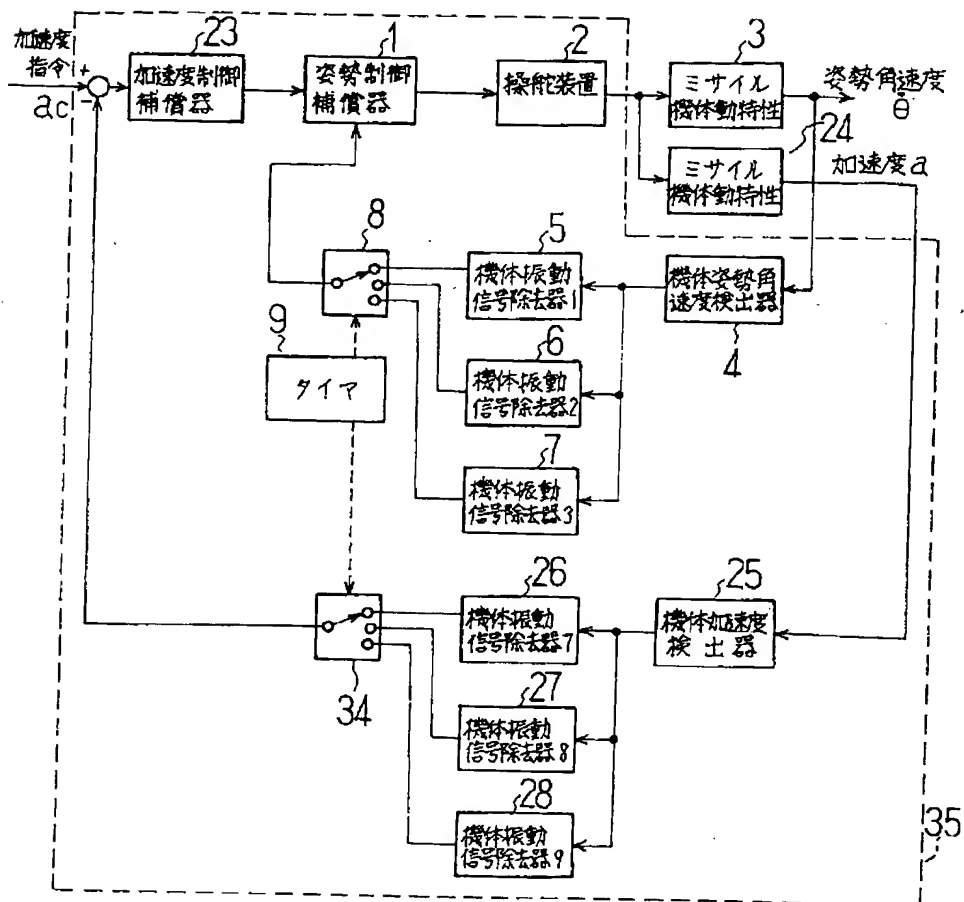 加速度
指令
+
-
ac
23
加速度制御
補償器
1
姿勢制御
補償器
2
操舵装置
3
ミサイル
機体動特性
姿勢角速度
θ̇
24
ミサイル
機体動特性
加速度a
8
5
機体振動
信号除去器1
機体姿勢角
速度検出器
4
9
タイマ
6
機体振動
信号除去器2
7
機体振動
信号除去器3
34
26
機体振動
信号除去器7
25
機体加速度
検出器
27
機体振動
信号除去器8
28
機体振動
信号除去器9
35